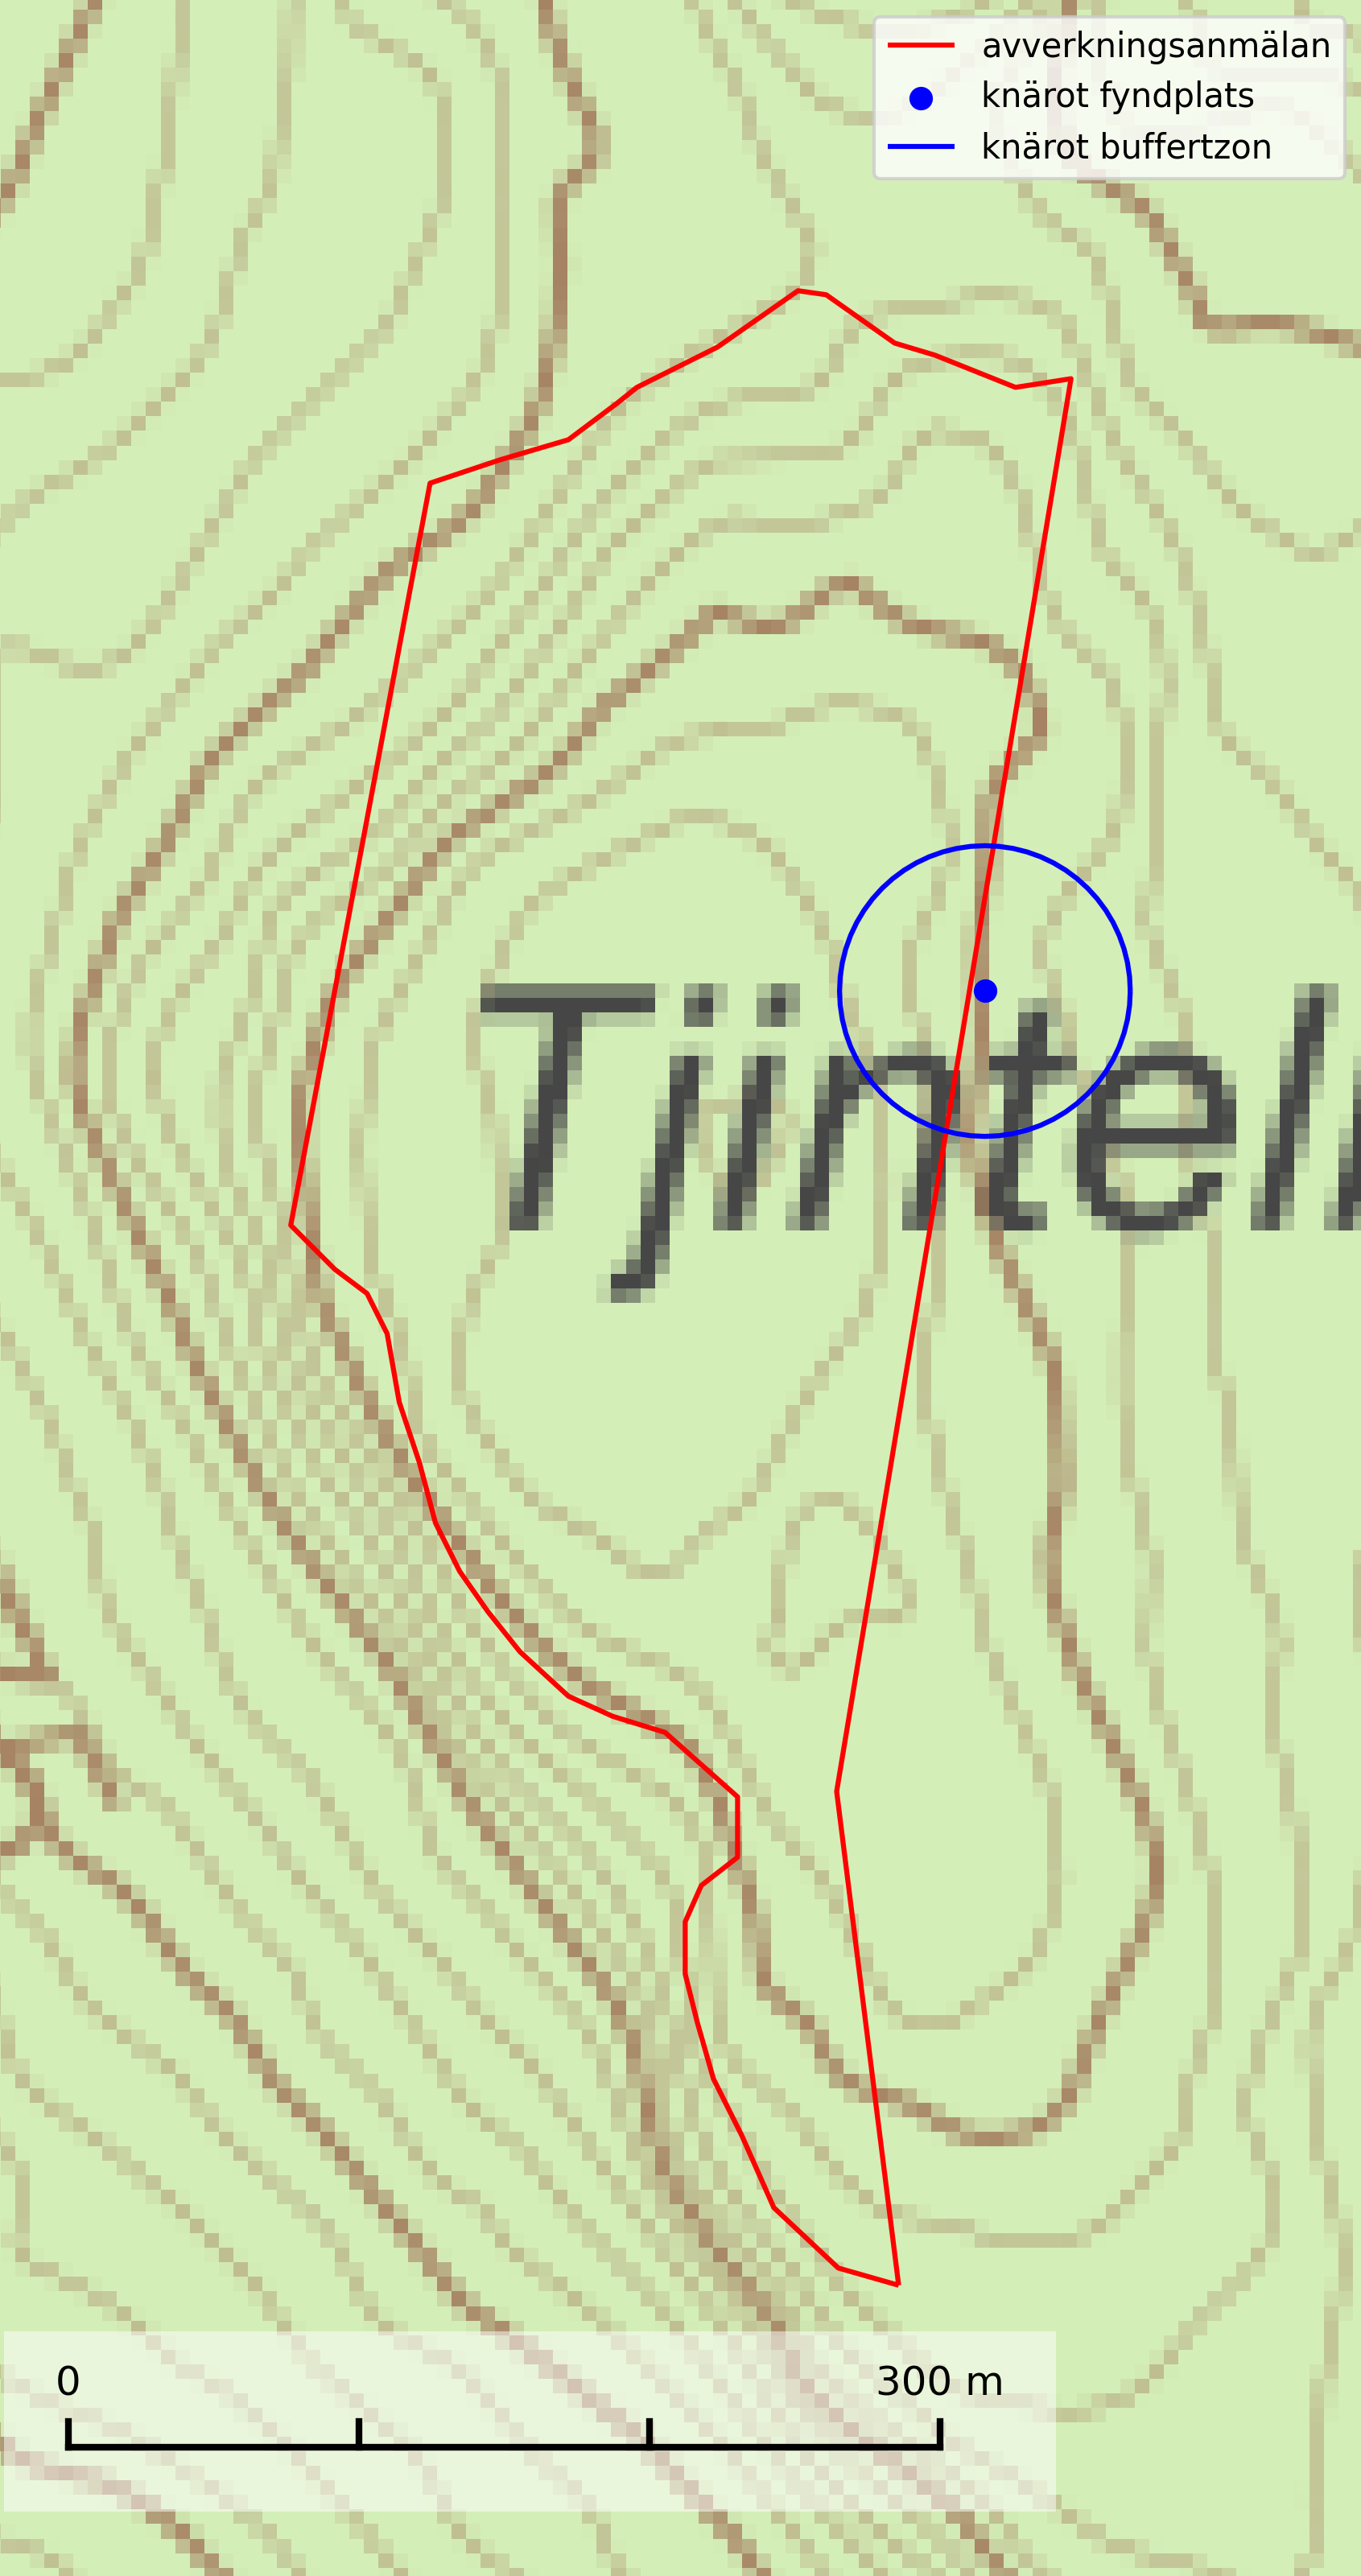 avverkningsanmälan
knärot fyndplats
knärot buffertzon
0 300 m